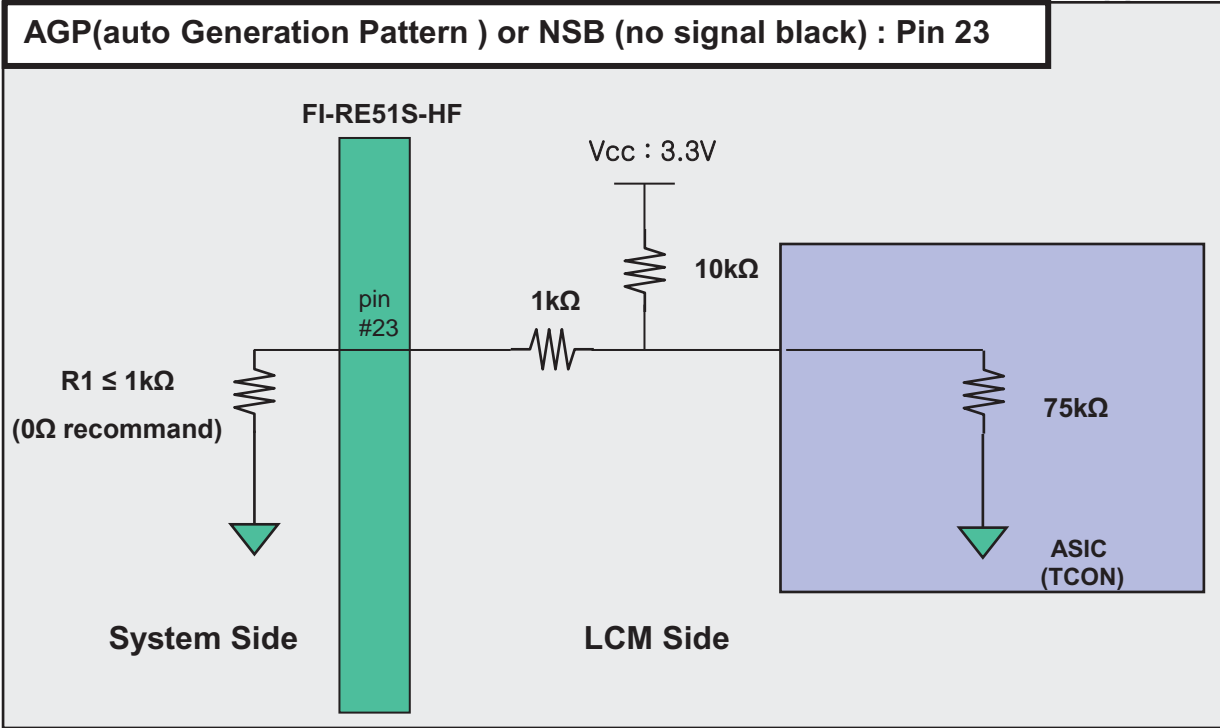 AGP(auto Generation Pattern ) or NSB (no signal black) : Pin 23
FI-RE51S-HF
Vcc : 3.3V
10kΩ
1kΩ
pin
#23
R1 ≤ 1kΩ
(0Ω recommand)
75kΩ
ASIC
(TCON)
System Side
LCM Side